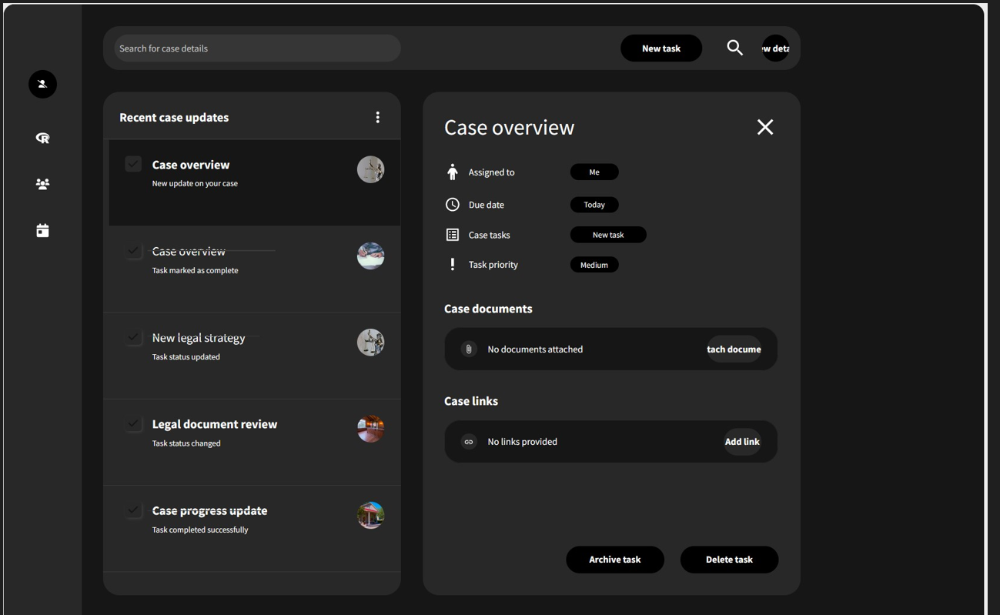 Search for case details
New task
w deta
Recent case updates
Case overview
New update on your case
Case overview
Task marked as complete
New legal strategy
Task status updated
Legal document review
Task status changed
Case progress update
Task completed successfully
Case overview
Assigned to
Me
Due date
Today
Case tasks
New task
Task priority
Medium
Case documents
No documents attached
tach docume
Case links
No links provided
Add link
Archive task
Delete task